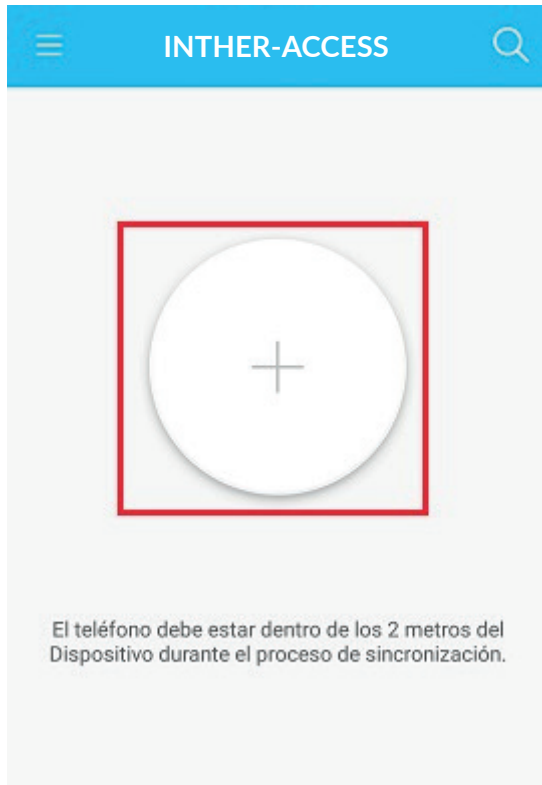 INTHER-ACCESS
El teléfono debe estar dentro de los 2 metros del
Dispositivo durante el proceso de sincronización.